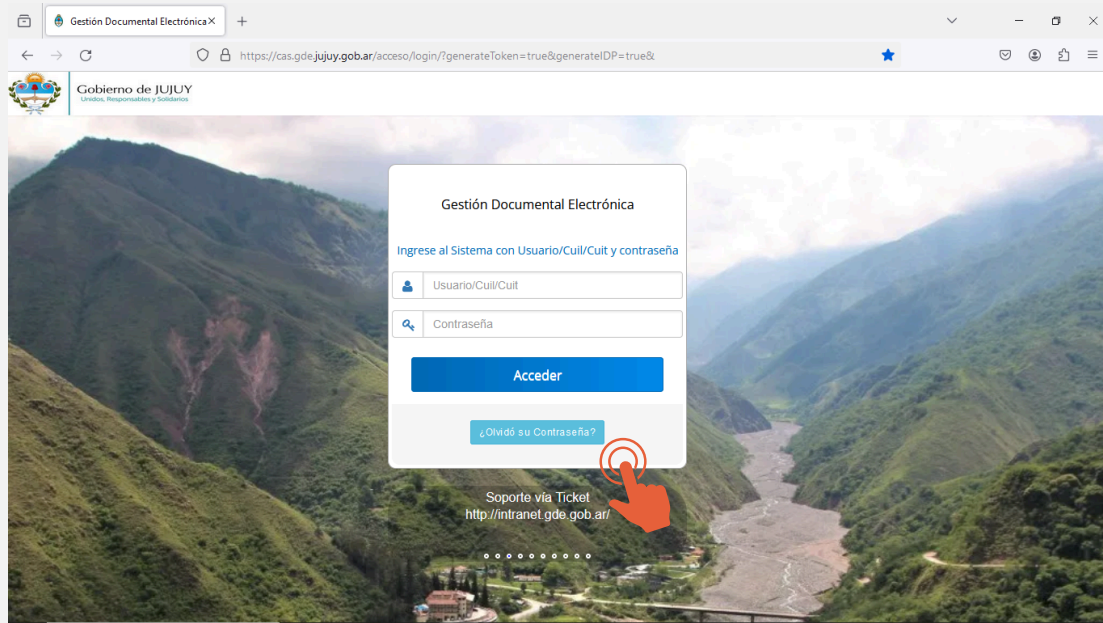 Gestión Documental Electrónica
https://cas.gde.jujuy.gob.ar/acceso/login/?generateToken=true&generateIDP=true&
Gobierno de JUJUY
Unidos, Responsables y Solidarios
Gestión Documental Electrónica
Ingrese al Sistema con Usuario/Cuil/Cuit y contraseña
Usuario/Cuil/Cuit
Contraseña
Acceder
¿Olvidó su Contraseña?
Soporte vía Ticket
http://intranet.gde.gob.ar/